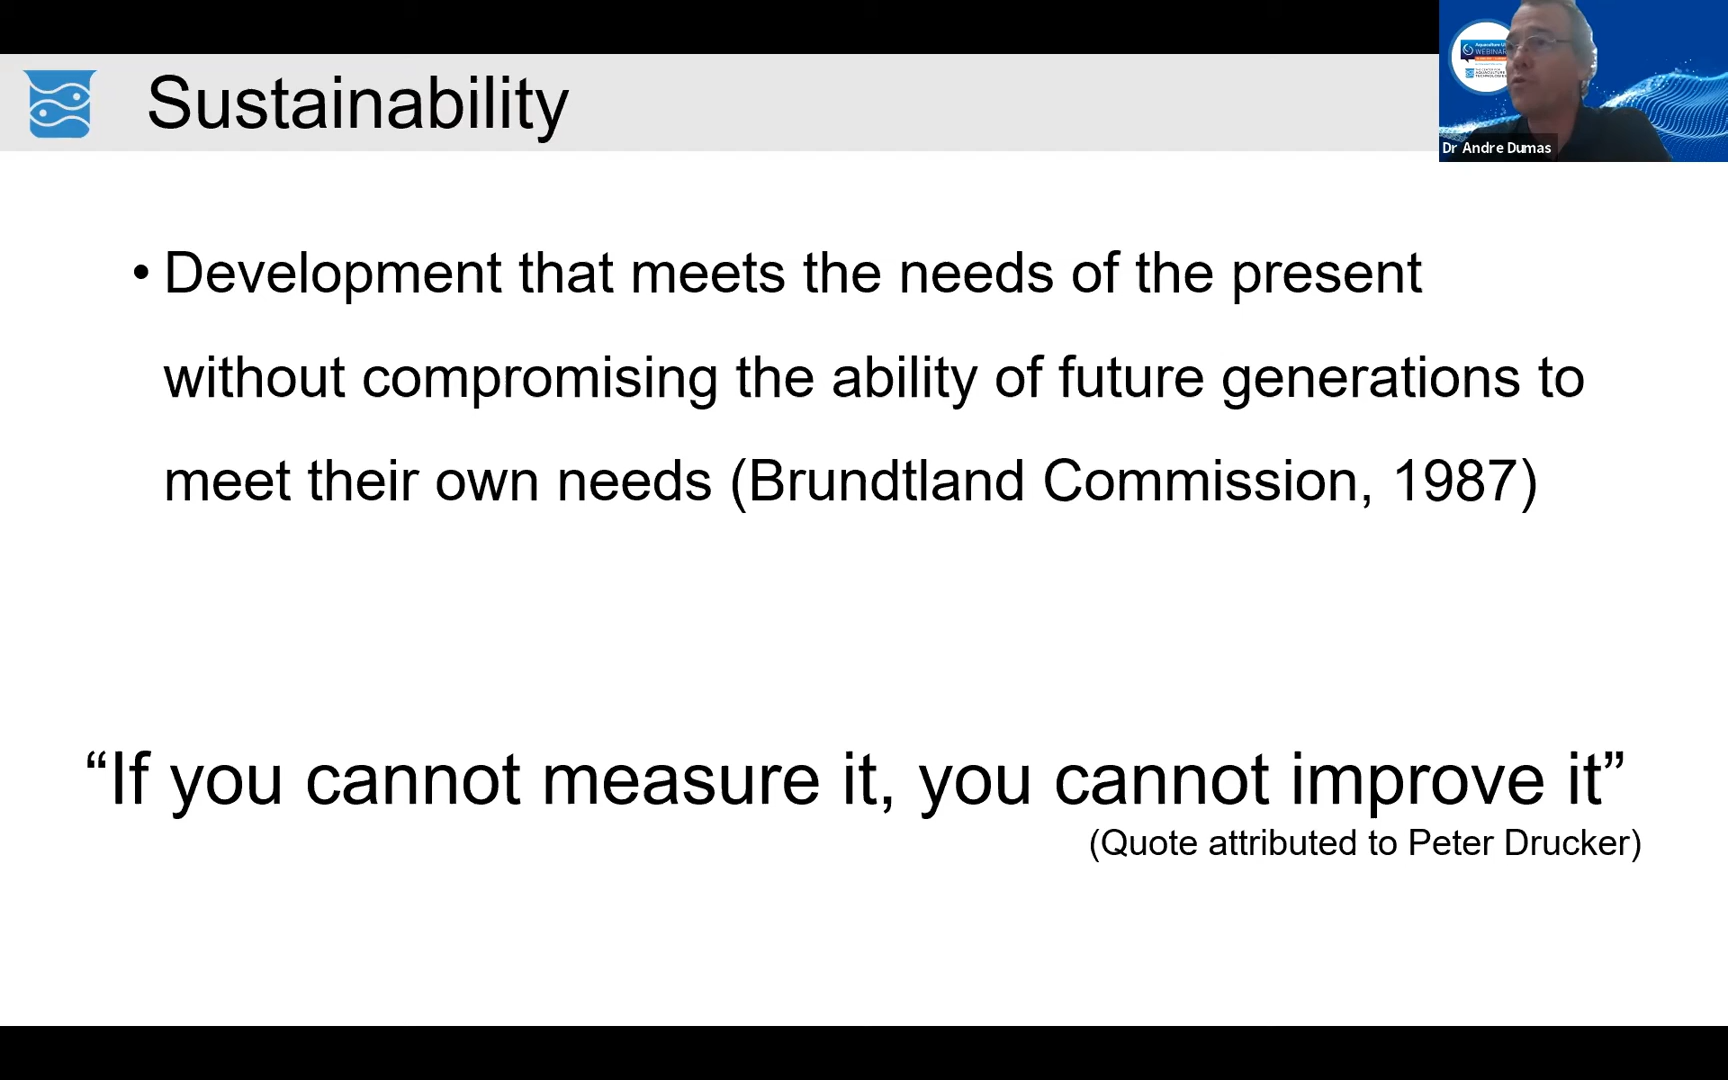 Sustainability
Dr Andre Dumas
• Development that meets the needs of the present
without compromising the ability of future generations to
meet their own needs (Brundtland Commission, 1987)
“If you cannot measure it, you cannot improve it”
(Quote attributed to Peter Drucker)